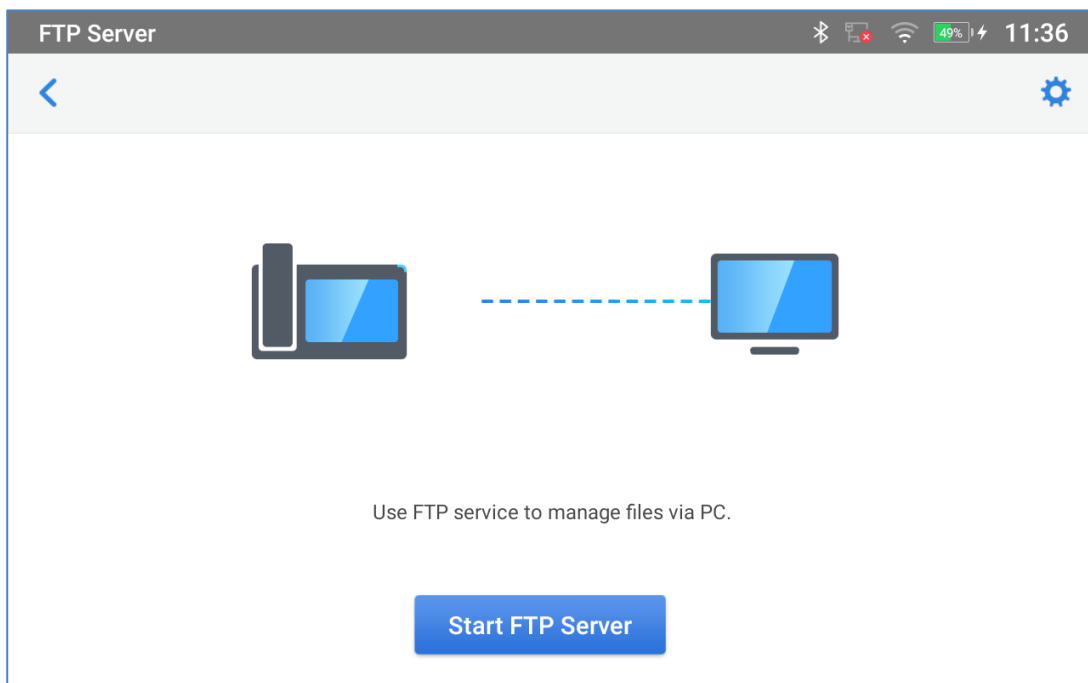 FTP Server
49%
11:36
Use FTP service to manage files via PC.
Start FTP Server